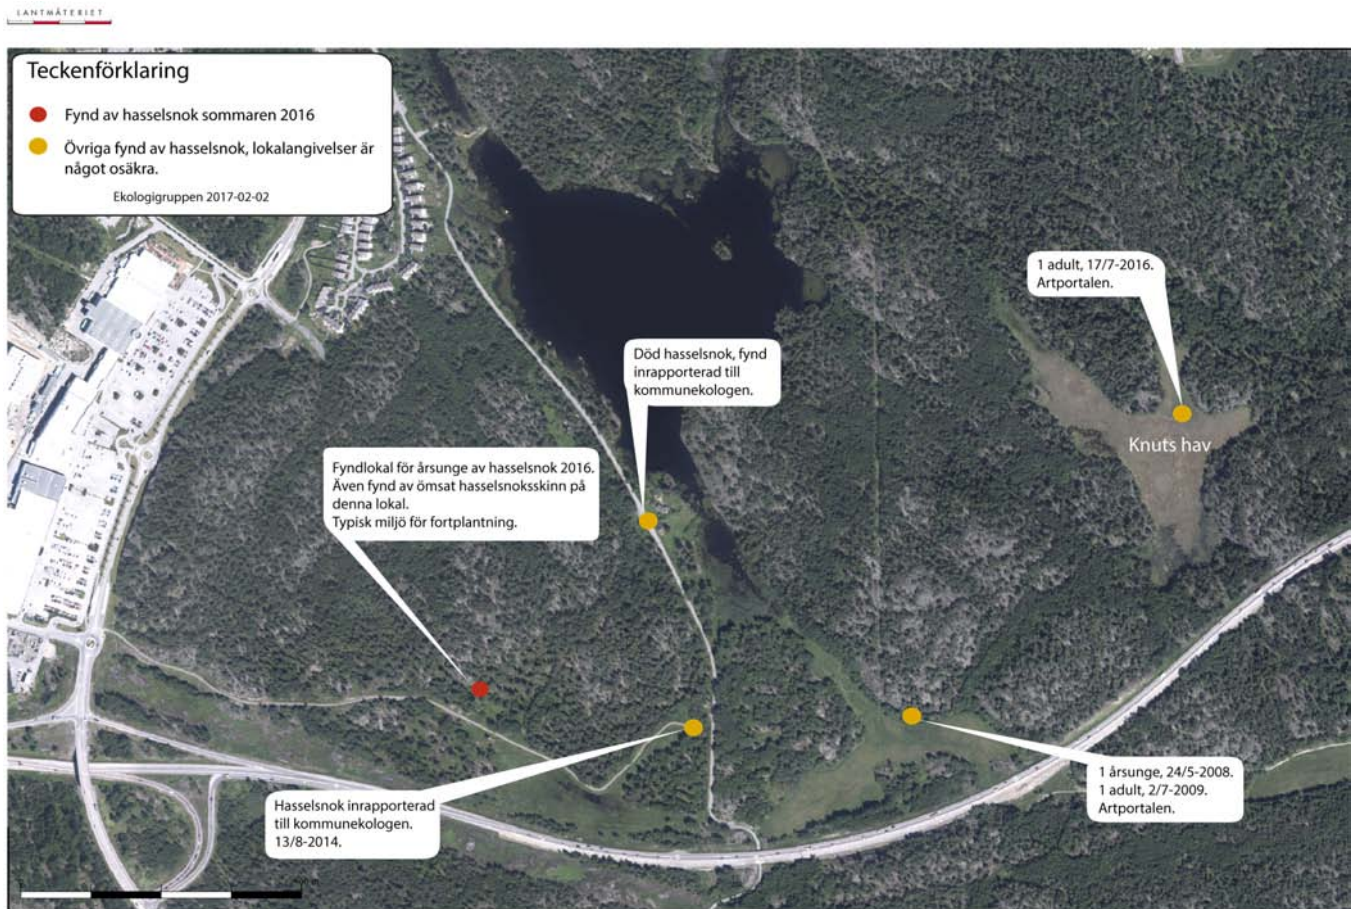 LANTMÄTERIET
Teckenförklaring
Fynd av hasselsnok sommaren 2016
Övriga fynd av hasselsnok, lokalangivelser är
något osäkra.
Ekologigruppen 2017-02-02
1 adult, 17/7-2016.
Artportalen.
Död hasselsnok, fynd
inrapporterad till
kommunekologen.
Knuts hav
Fyndlokal för årsunge av hasselsnok 2016.
Även fynd av ömsat hasselsnoksskinn på
denna lokal.
Typisk miljö för fortplantning.
1 årsunge, 24/5-2008.
1 adult, 2/7-2009.
Artportalen.
Hasselsnok inrapporterad
till kommunekologen.
13/8-2014.